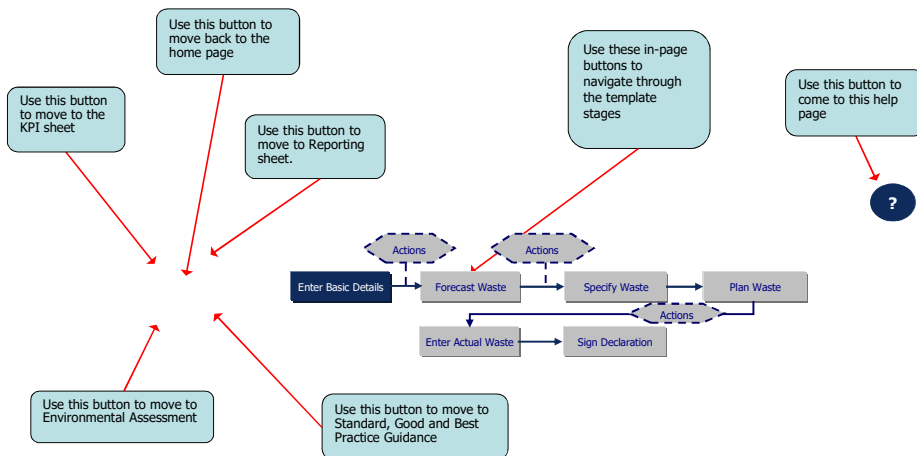 Use this button to
move back to the
home page
Use these in-page
buttons to
navigate through
the template
stages
Use this button to
come to this help
page
Use this button
to move to the
KPI sheet
Use this button to
move to Reporting
sheet.
?
Actions
Actions
Enter Basic Details
Forecast Waste
Specify Waste
Plan Waste
Actions
Enter Actual Waste
Sign Declaration
Use this button to move to
Environmental Assessment
Use this button to move to
Standard, Good and Best
Practice Guidance